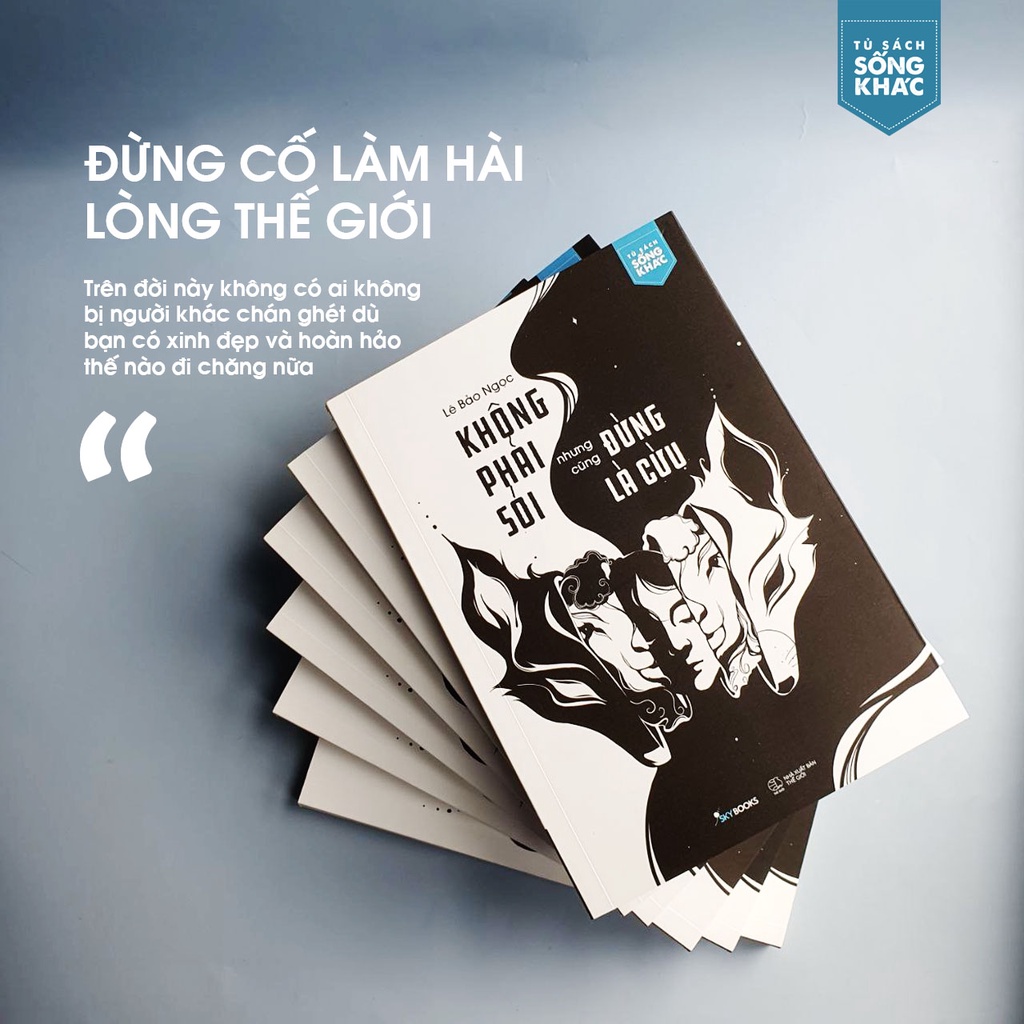 TỦ SÁCH
SỐNG
KHÁC
ĐỪNG CỐ LÀM HÀI
LÒNG THẾ GIỚI
Trên đời này không có ai không
bị người khác chán ghét dù
bạn có xinh đẹp và hoàn hảo
thế nào đi chăng nữa
“
TỦ SÁCH
SỐNG
KHÁC
Lê Bảo Ngọc
KHÔNG
PHẢI
SÓI
nhưng
cũng
ĐỪNG
LÀ CỪU
SKYBOOKS
NHÀ XUẤT BẢN
THẾ GIỚI